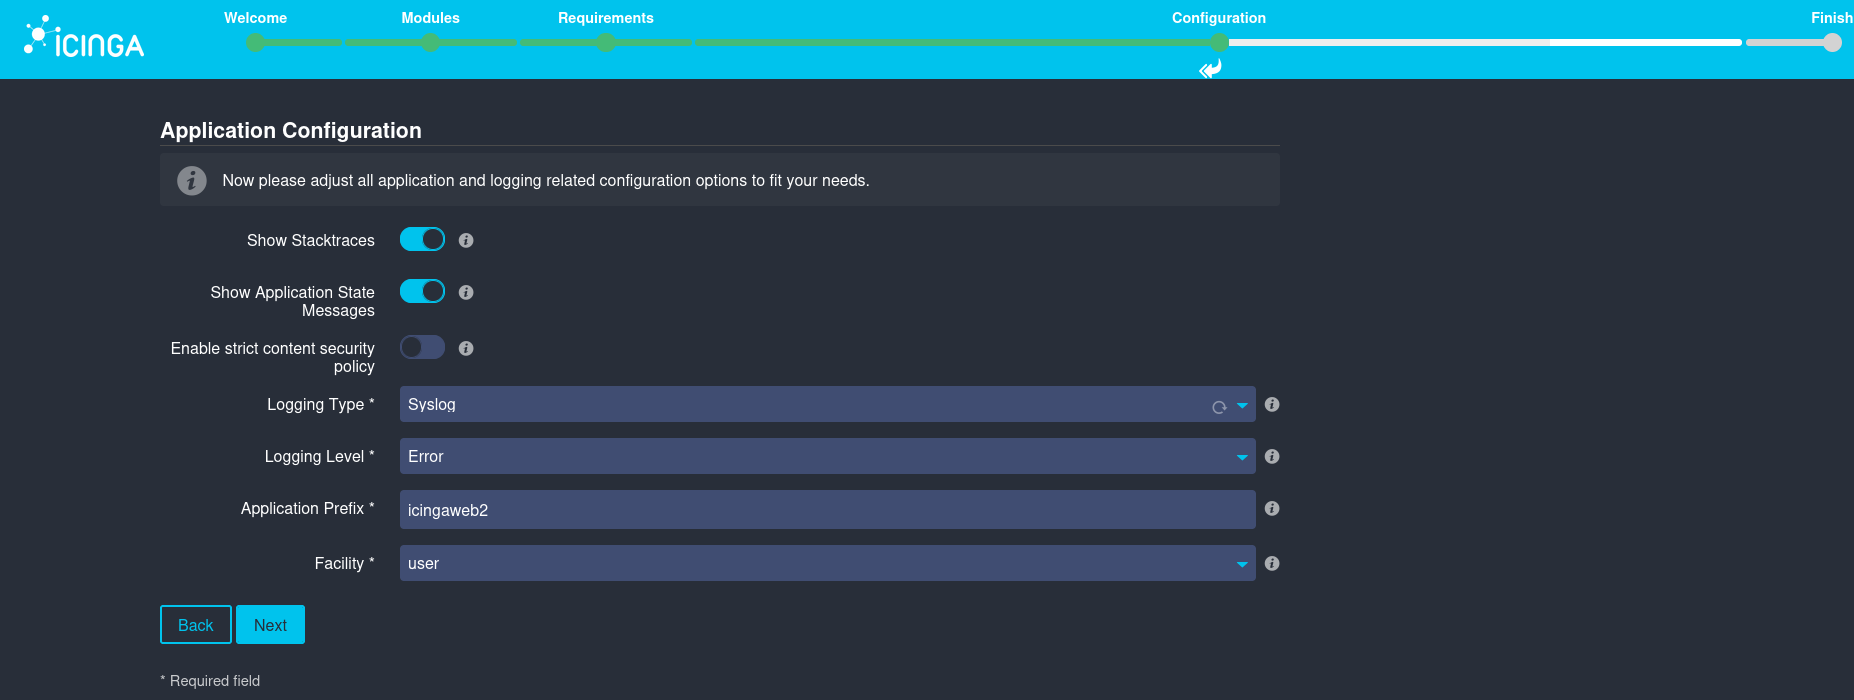 Welcome
Modules
Requirements
Configuration
Finish
ICINGA
Application Configuration
Now please adjust all application and logging related configuration options to fit your needs.
Show Stacktraces
Show Application State
Messages
Enable strict content security
policy
Logging Type *
Syslog
Logging Level *
Error
Application Prefix *
icingaweb2
Facility *
user
Back
Next
* Required field